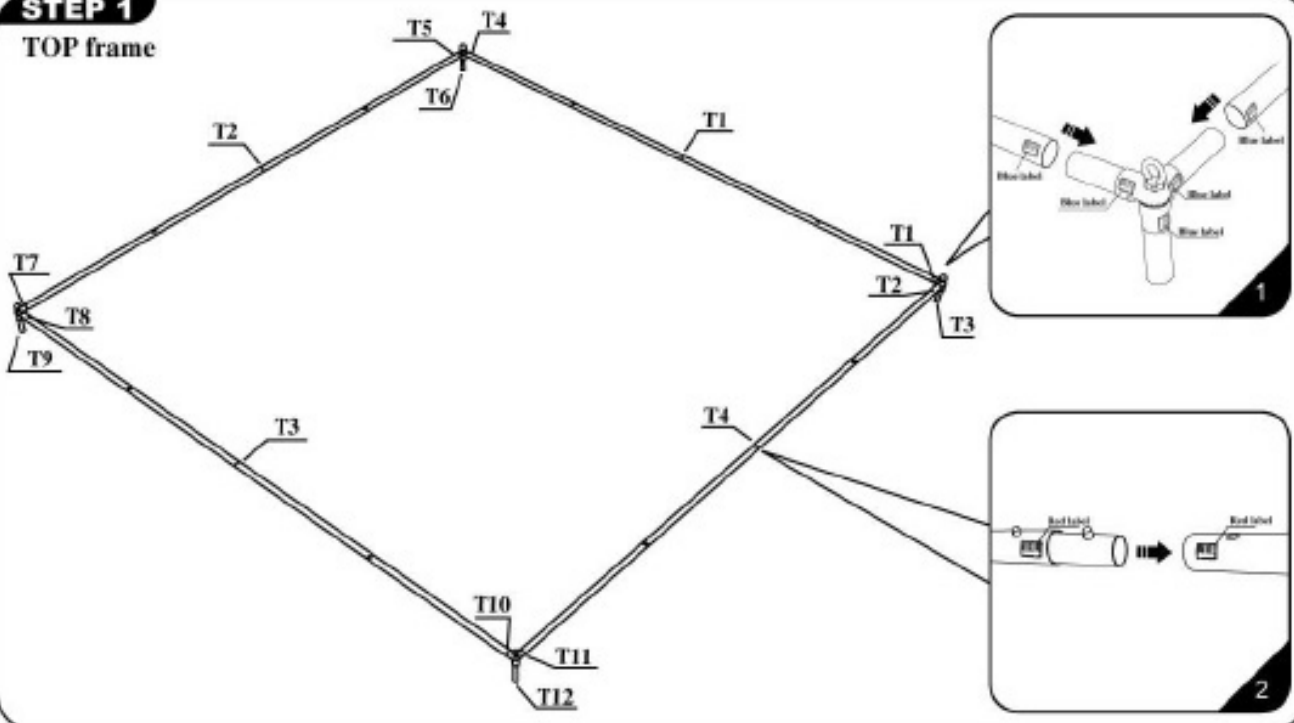 STEP 1
TOP frame
T5
T4
T6
T2
T1
T7
T8
T9
T1
T2
T3
T3
T4
T10
T11
T12
Blue label
Blue label
Blue label
Blue label
Blue label
1
Red label
Red label
2